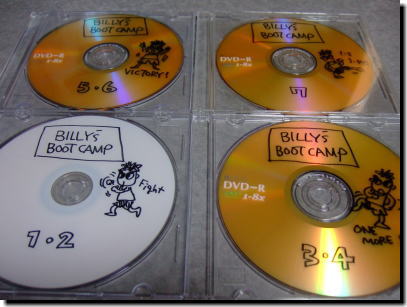 BILLY's
BOOT CAMP
DVD-R
1-8x
VICTORY!
5・6
BILLY's
BOOT CAMP
DVD-R
1-8x
7
BILLY's
BOOT CAMP
Fight
1・2
BILLY's
BOOT CAMP
DVD-R
1-8x
ONE
MORE!
3・4